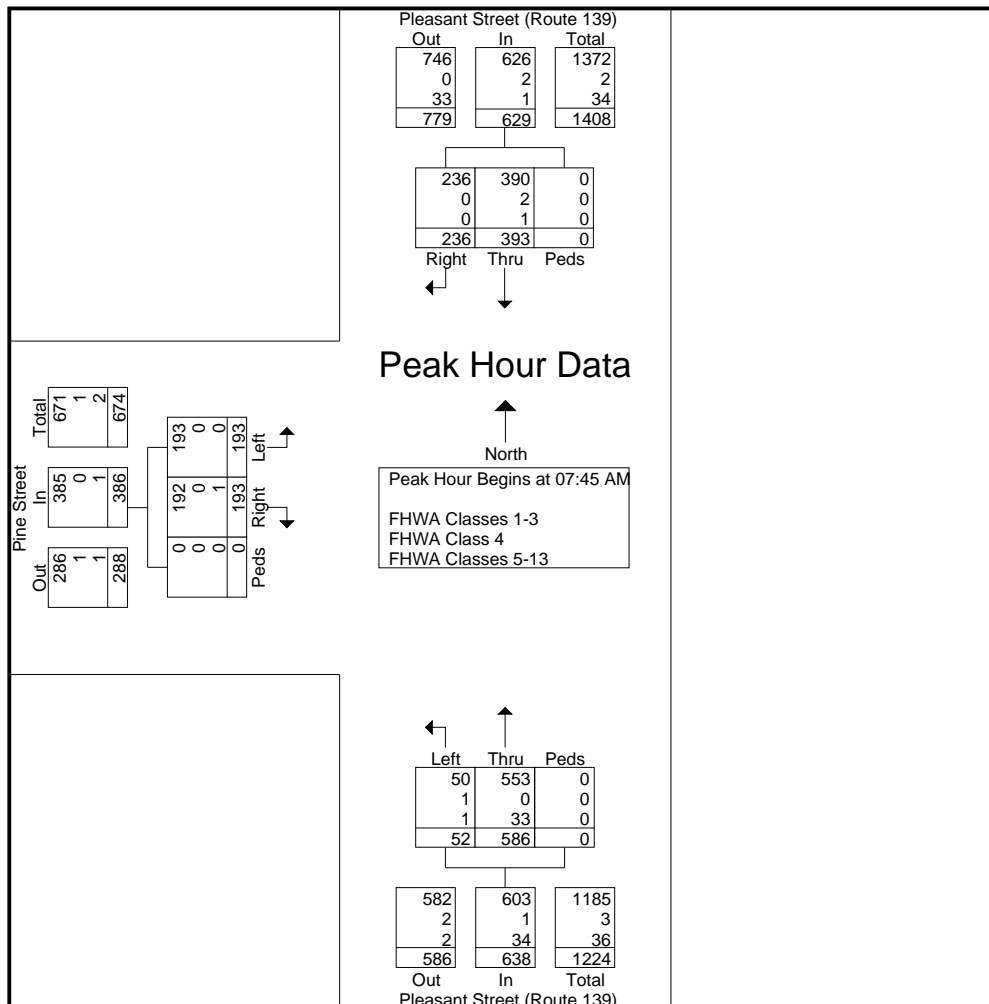 Pleasant Street (Route 139)
Out In Total
746 626 1372
0 2 2
33 1 34
779 629 1408
236 390 0
0 2 0
0 1 0
236 393 0
Right Thru Peds
Peak Hour Data
North
Peak Hour Begins at 07:45 AM
FHWA Classes 1-3
FHWA Class 4
FHWA Classes 5-13
Pine Street
Out In Total
286 385 671
1 0 1
1 1 2
288 386 674
0 192 193
0 0 0
0 1 0
0 193 193
Peds Right Left
Left Thru Peds
50 553 0
1 0 0
1 33 0
52 586 0
582 603 1185
2 1 3
2 34 36
586 638 1224
Out In Total
Pleasant Street (Route 139)